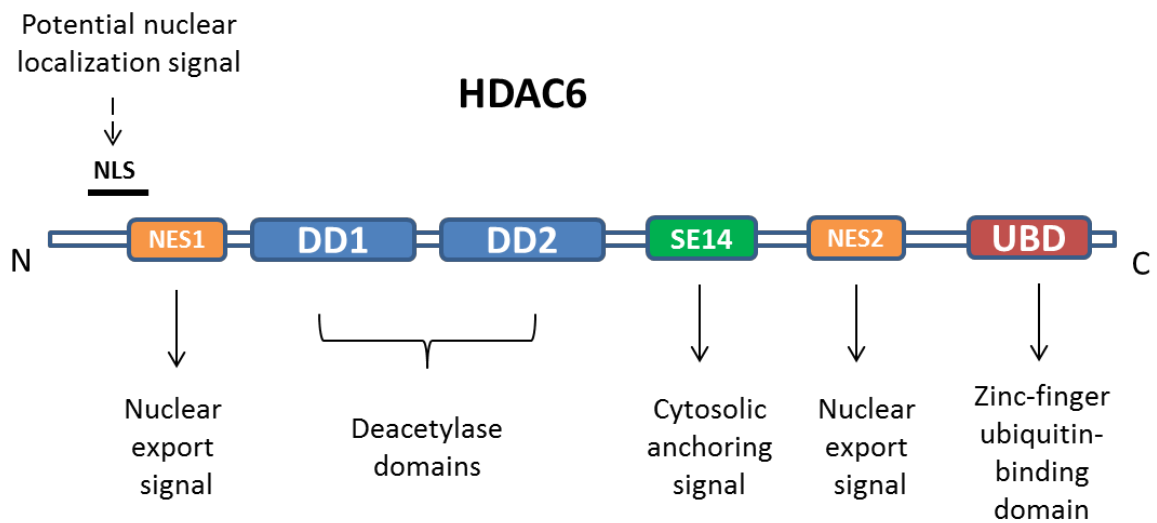 Potential nuclear
localization signal
HDAC6
NLS
N
NES1
DD1
DD2
SE14
NES2
UBD
C
Nuclear
export
signal
Deacetylase
domains
Cytosolic
anchoring
signal
Nuclear
export
signal
Zinc-finger
ubiquitin-
binding
domain